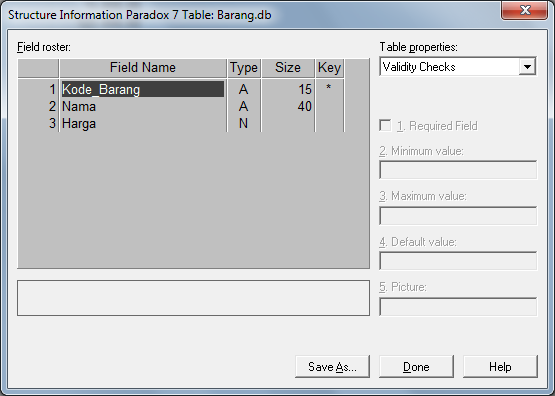 Structure Information Paradox 7 Table: Barang.db
Field roster:
Field Name Type Size Key
1 Kode_Barang A 15 *
2 Nama A 40
3 Harga N
Table properties:
Validity Checks
1. Required Field
2. Minimum value:
3. Maximum value:
4. Default value:
5. Picture:
Save As... Done Help